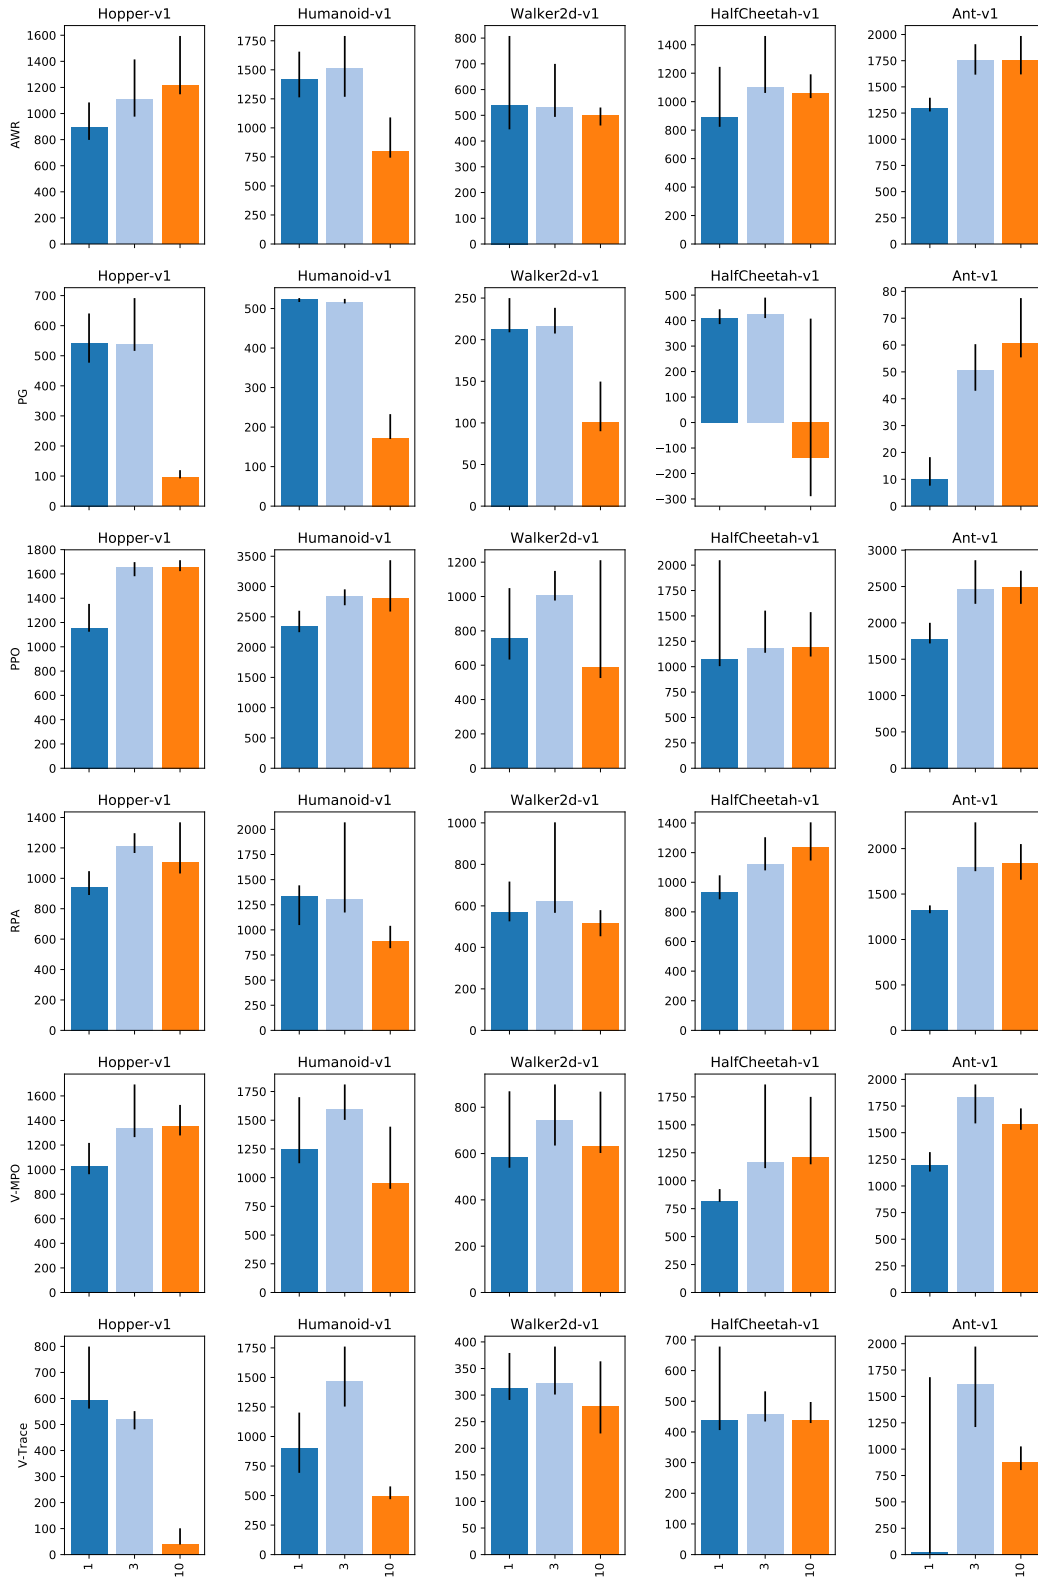 Hopper-v1 Humanoid-v1 Walker2d-v1 HalfCheetah-v1 Ant-v1
AWR
1600 1400 1200 1000 800 600 400 200 0
1750 1500 1250 1000 750 500 250 0
800 700 600 500 400 300 200 100 0
1400 1200 1000 800 600 400 200 0
2000 1750 1500 1250 1000 750 500 250 0
Hopper-v1 Humanoid-v1 Walker2d-v1 HalfCheetah-v1 Ant-v1
PG
700 600 500 400 300 200 100 0
500 400 300 200 100 0
250 200 150 100 50 0
500 400 300 200 100 0 −100 −200 −300
80 70 60 50 40 30 20 10 0
Hopper-v1 Humanoid-v1 Walker2d-v1 HalfCheetah-v1 Ant-v1
PPO
1800 1600 1400 1200 1000 800 600 400 200 0
3500 3000 2500 2000 1500 1000 500 0
1200 1000 800 600 400 200 0
2000 1750 1500 1250 1000 750 500 250 0
3000 2500 2000 1500 1000 500 0
Hopper-v1 Humanoid-v1 Walker2d-v1 HalfCheetah-v1 Ant-v1
RPA
1400 1200 1000 800 600 400 200 0
2000 1750 1500 1250 1000 750 500 250 0
1000 800 600 400 200 0
1400 1200 1000 800 600 400 200 0
2000 1500 1000 500 0
Hopper-v1 Humanoid-v1 Walker2d-v1 HalfCheetah-v1 Ant-v1
V-MPO
1600 1400 1200 1000 800 600 400 200 0
1750 1500 1250 1000 750 500 250 0
800 600 400 200 0
1750 1500 1250 1000 750 500 250 0
2000 1750 1500 1250 1000 750 500 250 0
Hopper-v1 Humanoid-v1 Walker2d-v1 HalfCheetah-v1 Ant-v1
V-Trace
800 700 600 500 400 300 200 100 0
1750 1500 1250 1000 750 500 250 0
400 350 300 250 200 150 100 50 0
700 600 500 400 300 200 100 0
2000 1750 1500 1250 1000 750 500 250 0
1 3 10 1 3 10 1 3 10 1 3 10 1 3 10